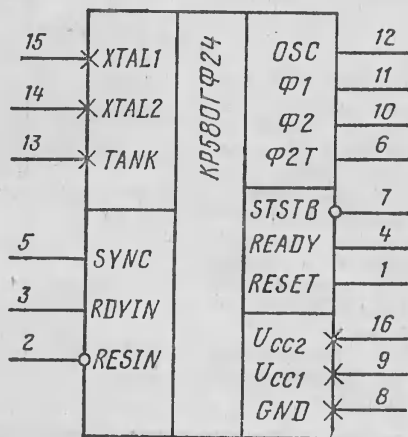 15 XTAL1
14 XTAL2
13 TANK
5 SYNC
3 RDYIN
2 RESIN
КР580ГФ24
OSC 12
Ф1 11
Ф2 10
Ф2T 6
STSTB 7
READY 4
RESET 1
UCC2 16
UCC1 9
GND 8